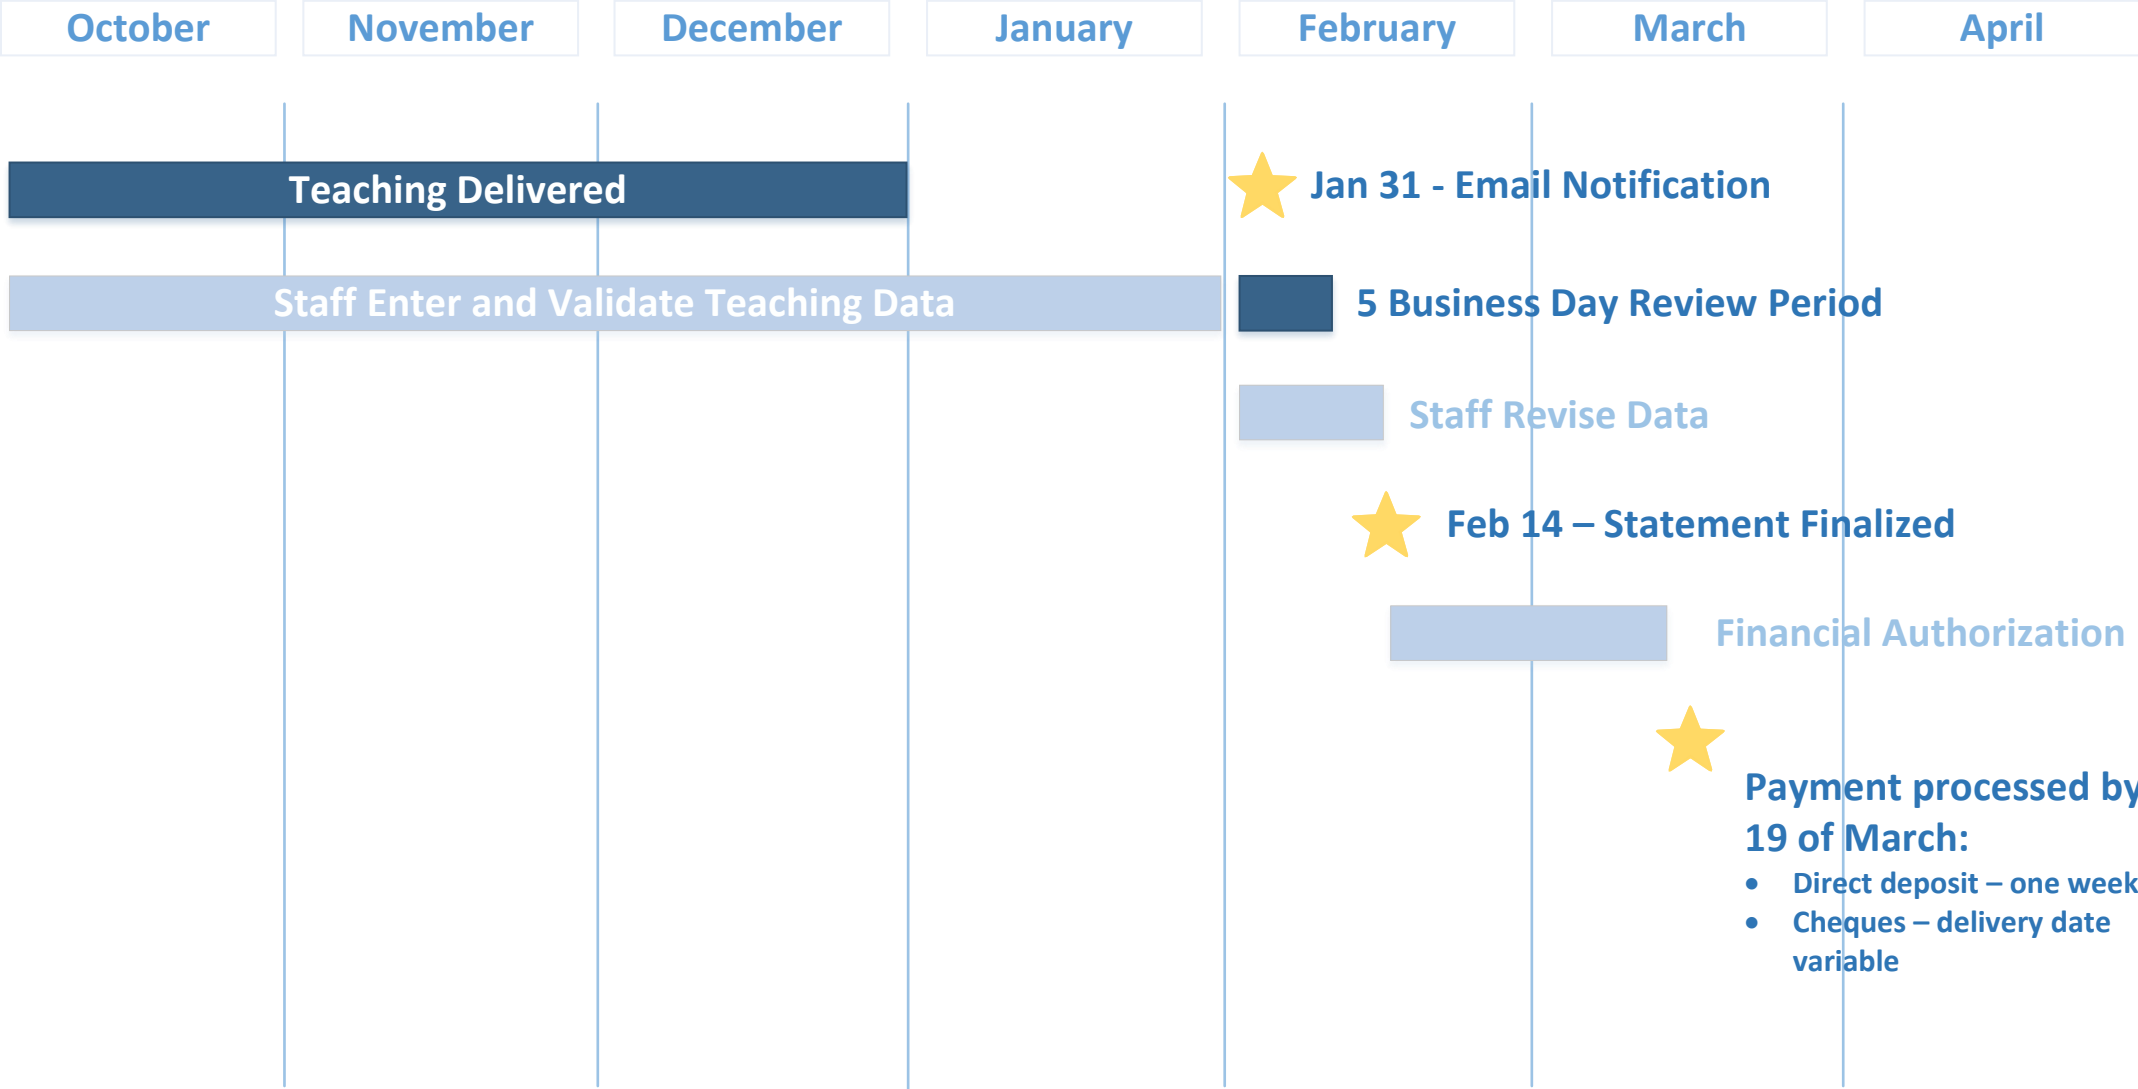 October November December January February March April
Teaching Delivered
Jan 31 - Email Notification
Staff Enter and Validate Teaching Data
5 Business Day Review Period
Staff Revise Data
Feb 14 – Statement Finalized
Financial Authorization
Payment processed by
19 of March:
• Direct deposit – one week
• Cheques – delivery date
variable